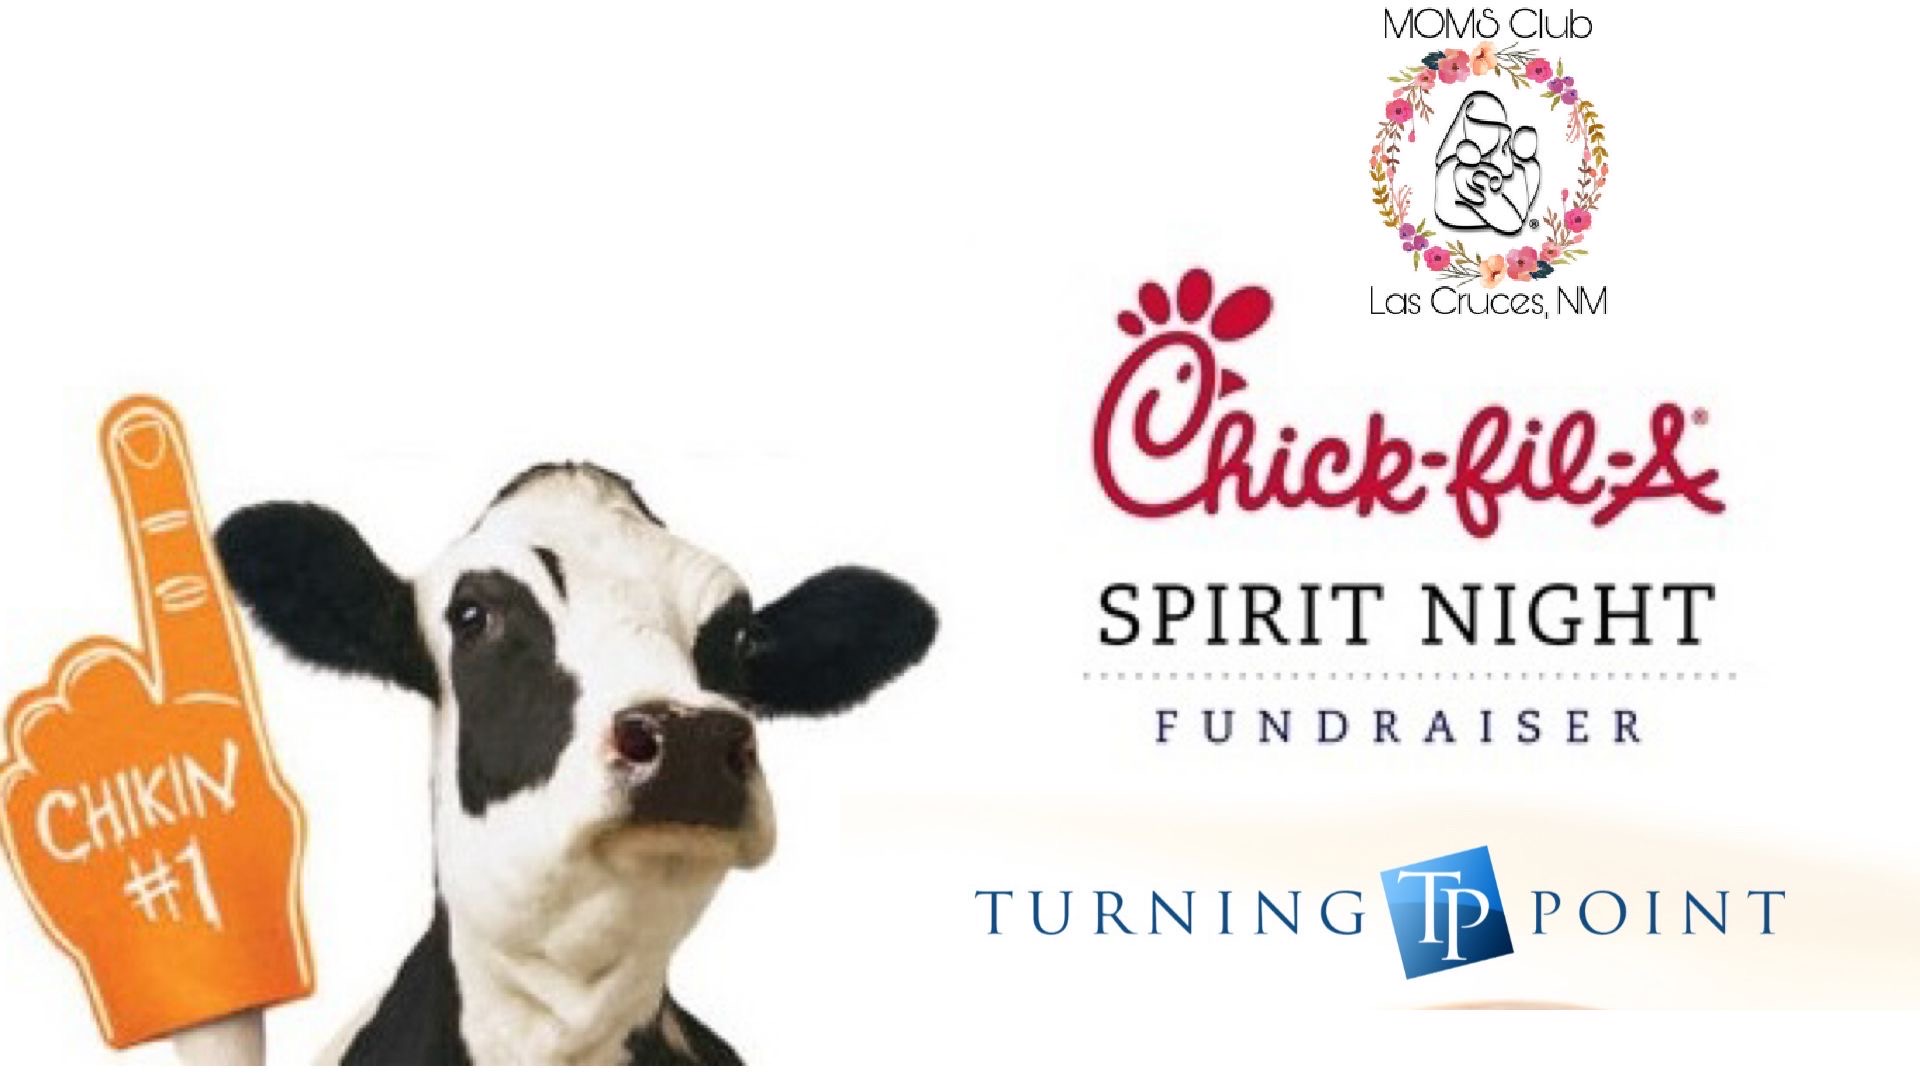 MOMS Club
Las Cruces, NM
Chick-fil-A®
SPIRIT NIGHT
FUNDRAISER
CHIKIN
#1
TURNING TP POINT